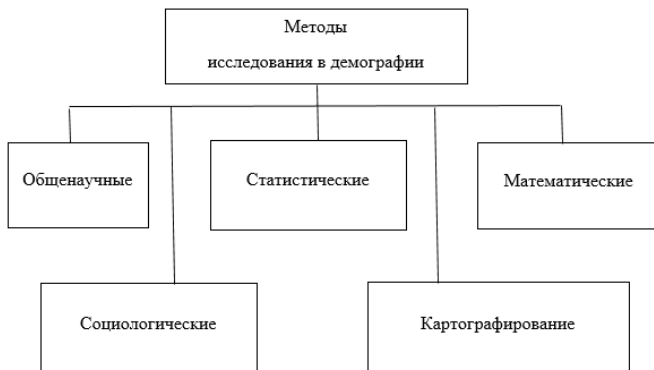 Методы
исследования в демографии
Общенаучные
Статистические
Математические
Социологические
Картографирование